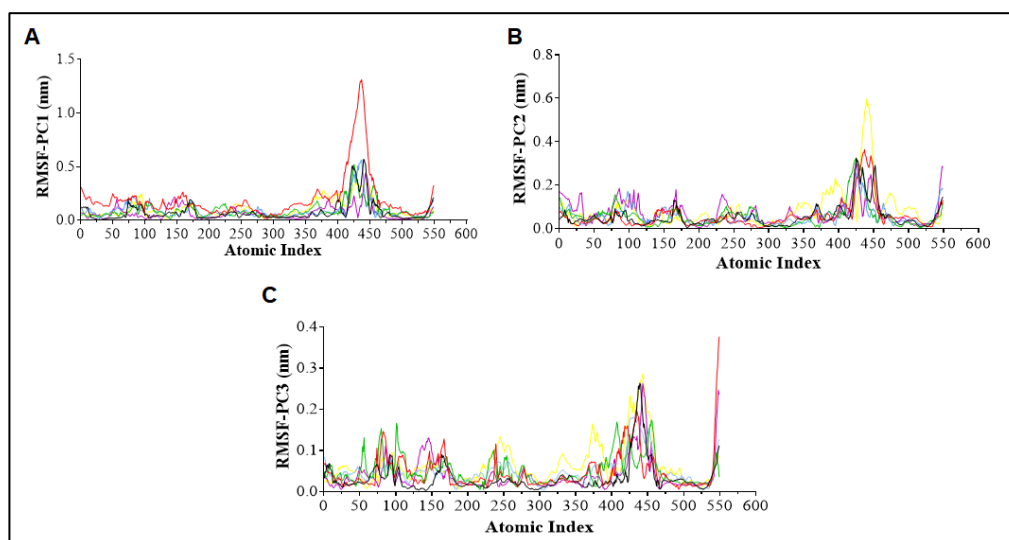 A
RMSF-PC1 (nm)
1.5
1.0
0.5
0.0
0 50 100 150 200 250 300 350 400 450 500 550 600
Atomic Index
B
RMSF-PC2 (nm)
0.8
0.6
0.4
0.2
0.0
0 50 100 150 200 250 300 350 400 450 500 550 600
Atomic Index
C
RMSF-PC3 (nm)
0.4
0.3
0.2
0.1
0.0
0 50 100 150 200 250 300 350 400 450 500 550 600
Atomic Index